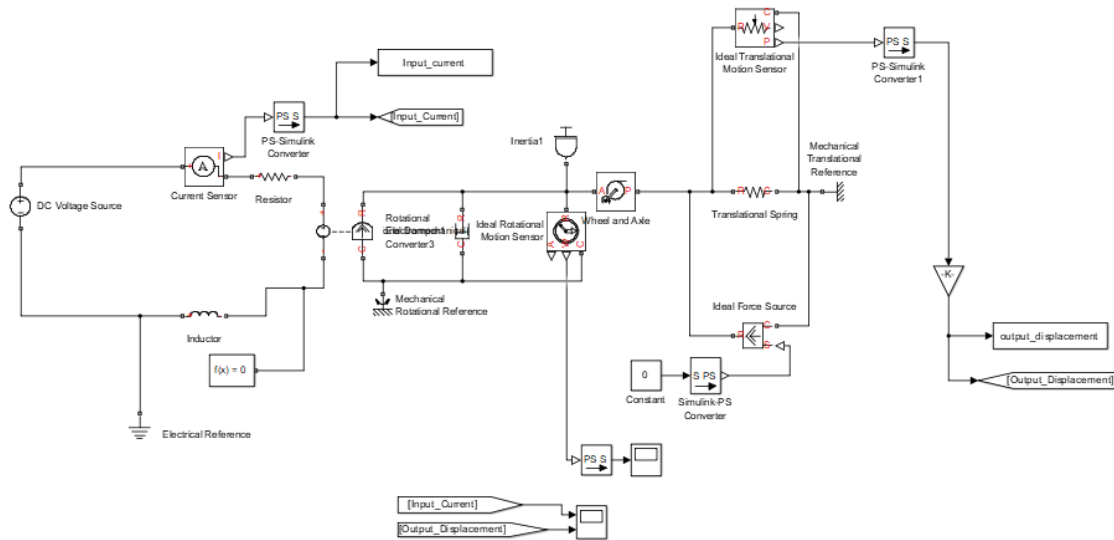 Input_current
[Input_Current]
PS S
PS-Simulink
Converter
I
A
Current Sensor
Resistor
DC Voltage Source
Inductor
f(x) = 0
Electrical Reference
R
C
Rotational
Converter3
Mechanical
Rotational Reference
R
C
Inertia1
Ideal Rotational
Motion Sensor
R
A
W
C
A
P
Wheel and Axle
C
R
V
P
Ideal Translational
Motion Sensor
PS S
PS-Simulink
Converter1
Mechanical
Translational
Reference
R
C
Translational Spring
Ideal Force Source
C
R
S
0
Constant
S PS
Simulink-PS
Converter
-K-
output_displacement
[Output_Displacement]
PS S
[Input_Current]
[Output_Displacement]